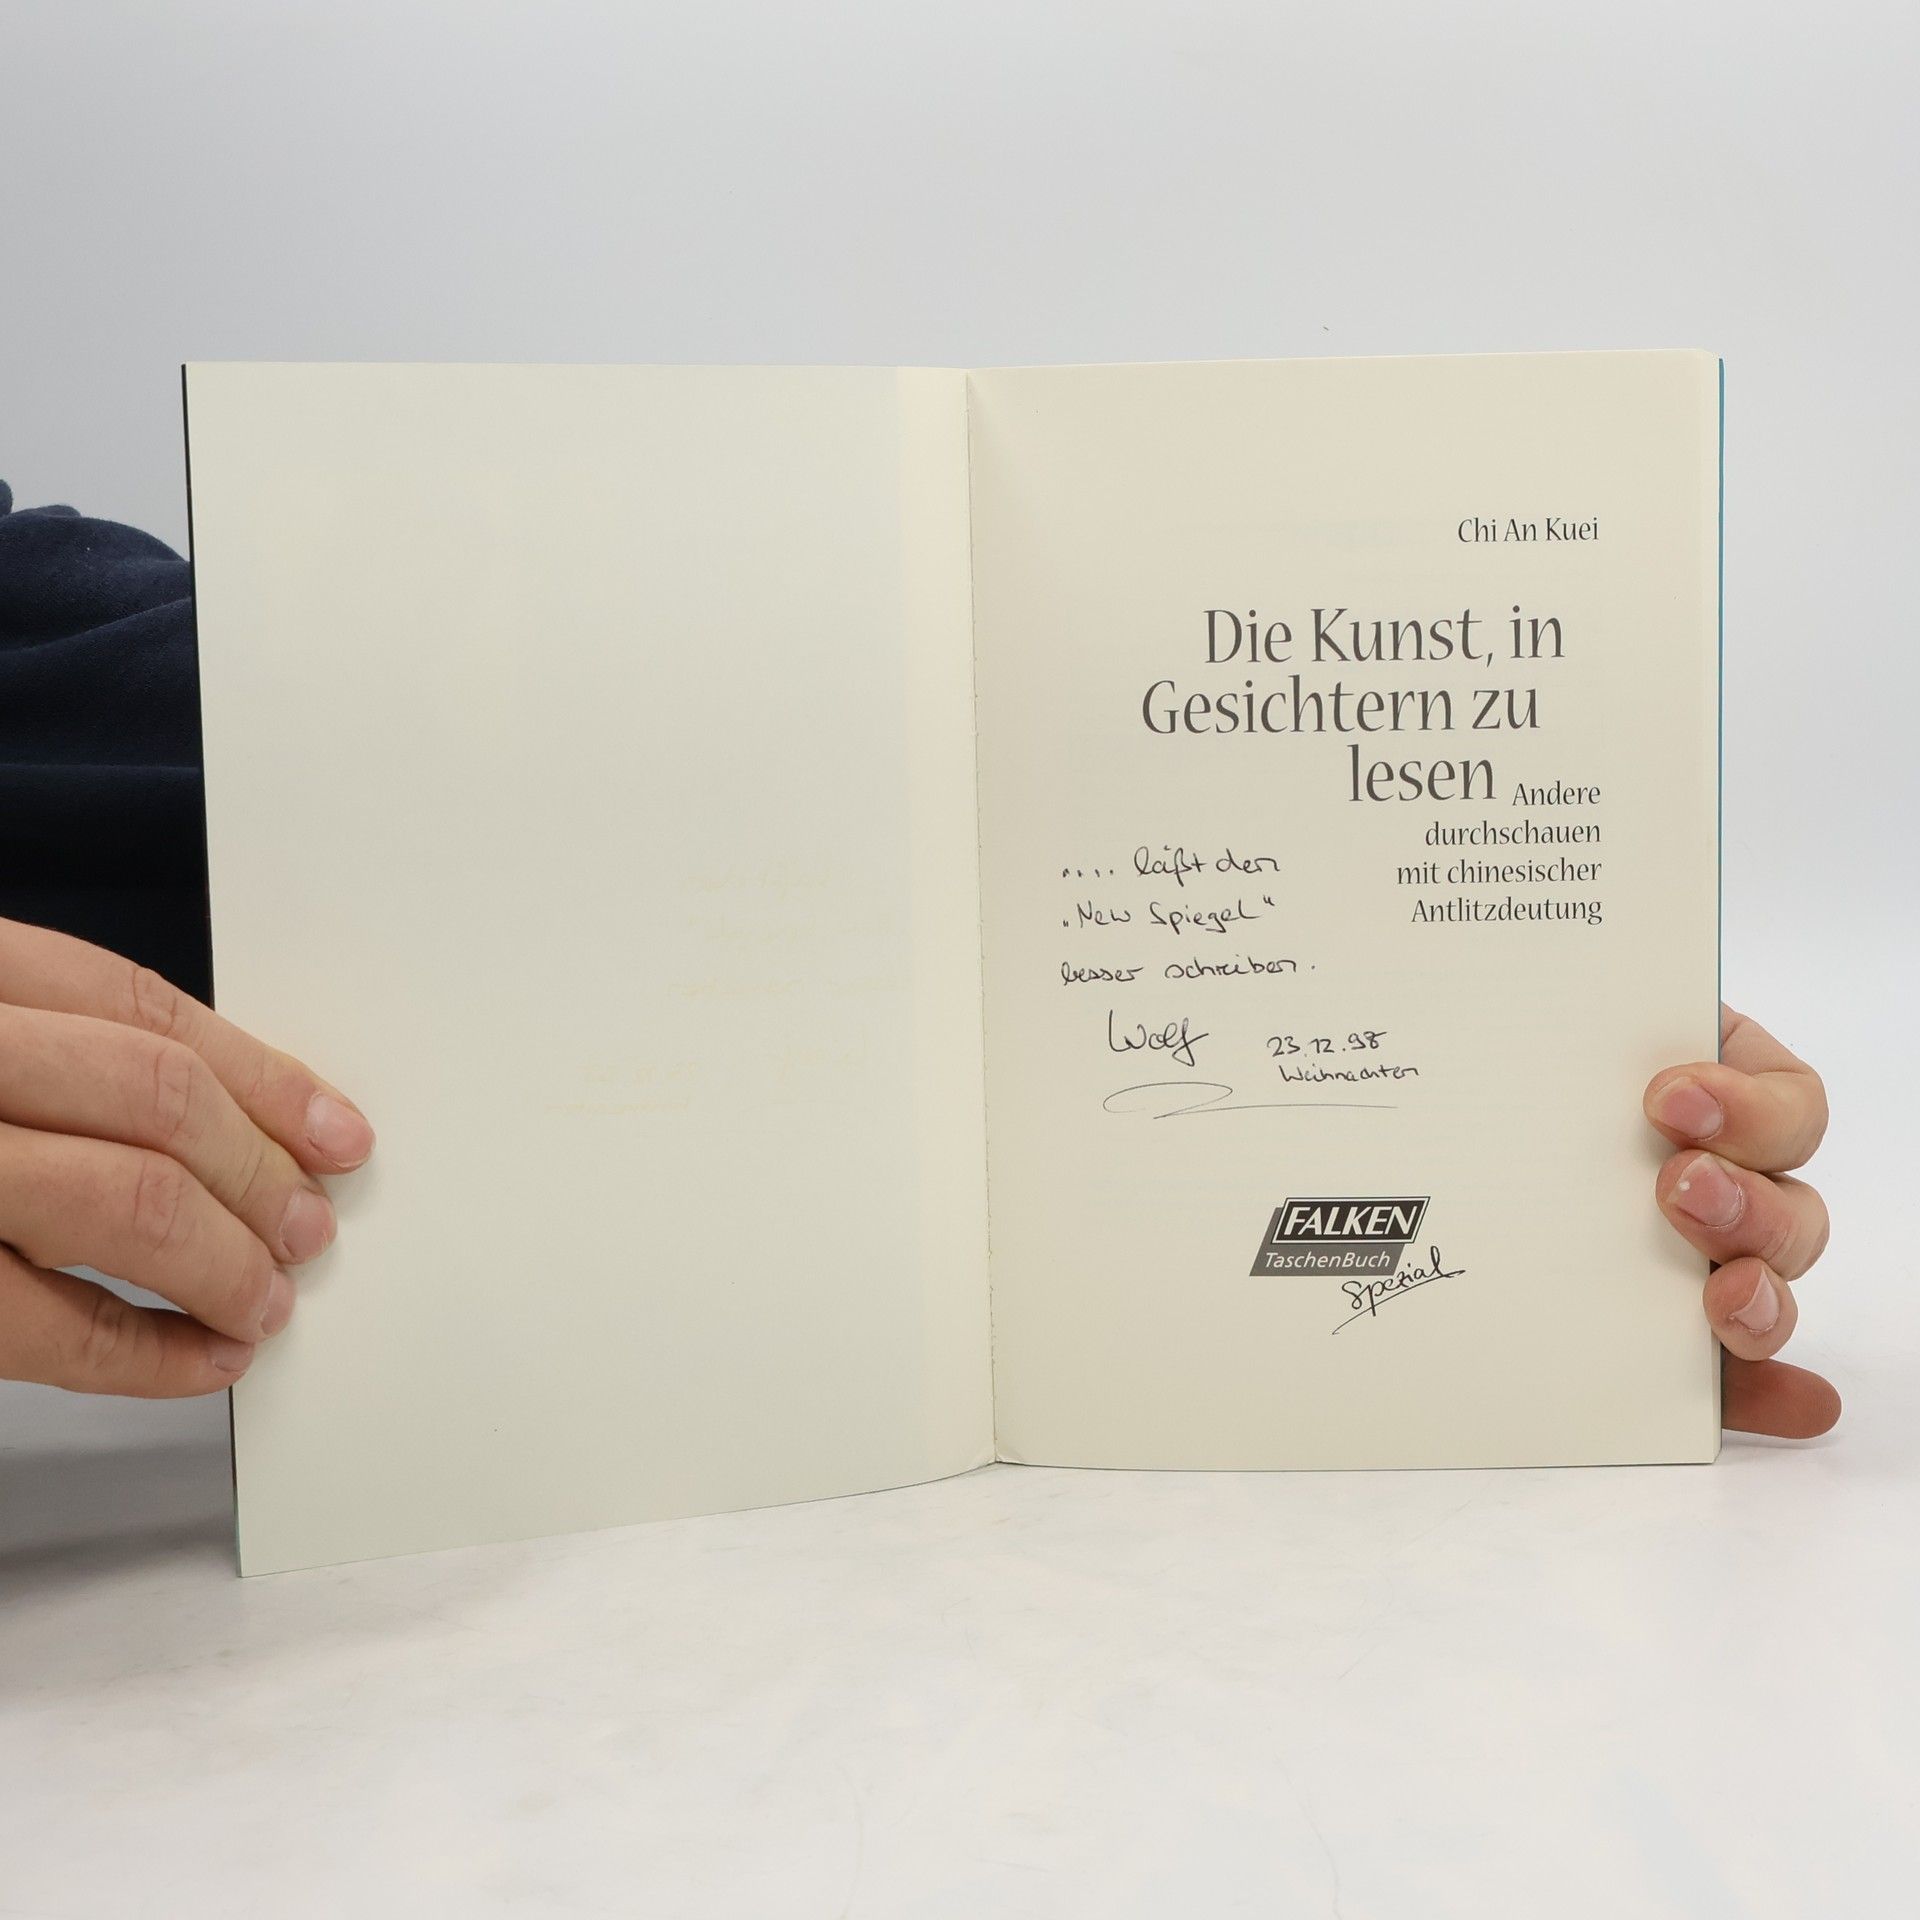 Chi An Kuei
Die Kunst, in
Gesichtern zu
lesen Andere
durchschauen
mit chinesischer
Antlitzdeutung
.... läßt den
„New Spiegel“
besser schreiben.
Wolf 23.12.98
Weihnachten
FALKEN
TaschenBuch
Spezial